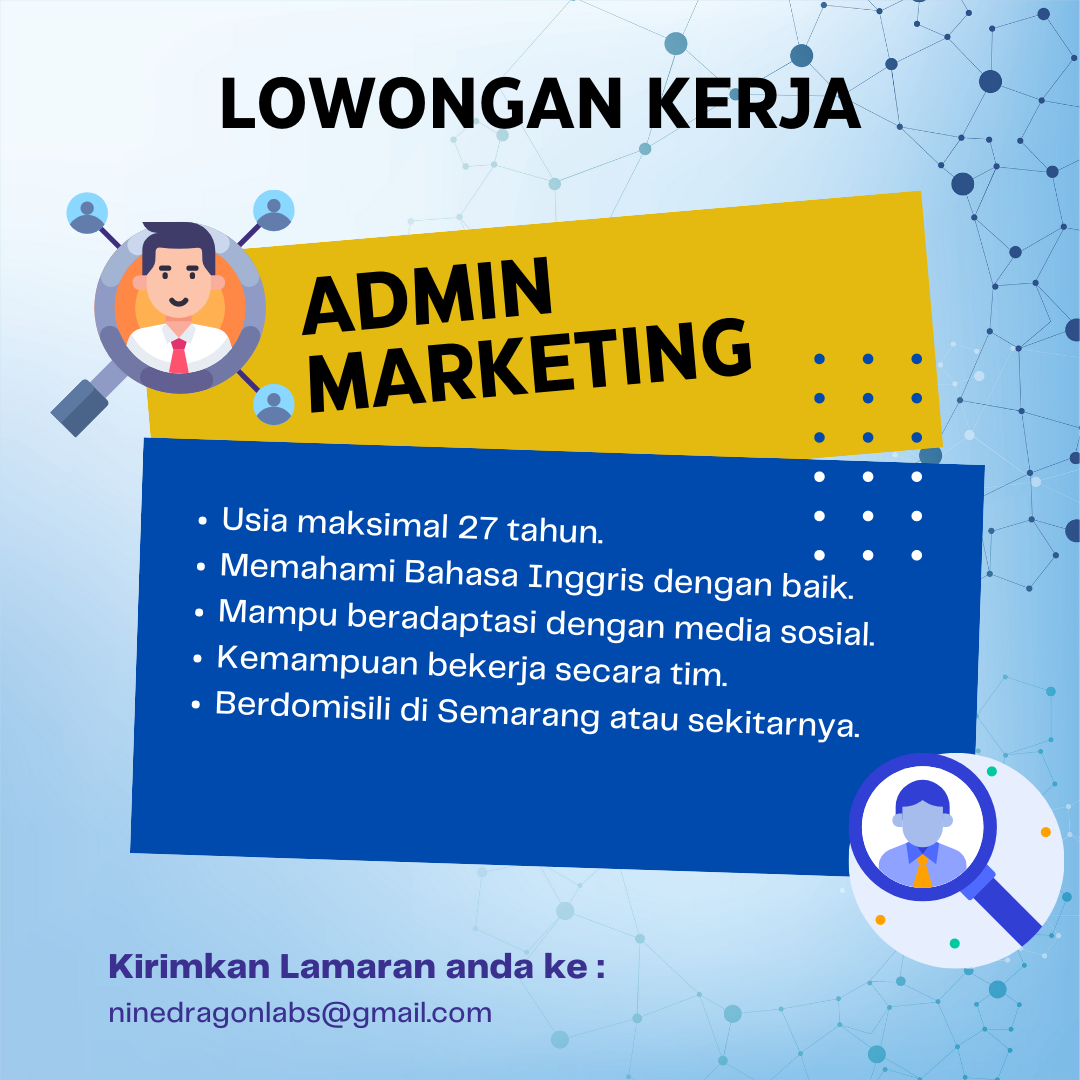 LOWONGAN KERJA
ADMIN
MARKETING
• Usia maksimal 27 tahun.
• Memahami Bahasa Inggris dengan baik.
• Mampu beradaptasi dengan media sosial.
• Kemampuan bekerja secara tim.
• Berdomisili di Semarang atau sekitarnya.
Kirimkan Lamaran anda ke :
ninedragonlabs@gmail.com